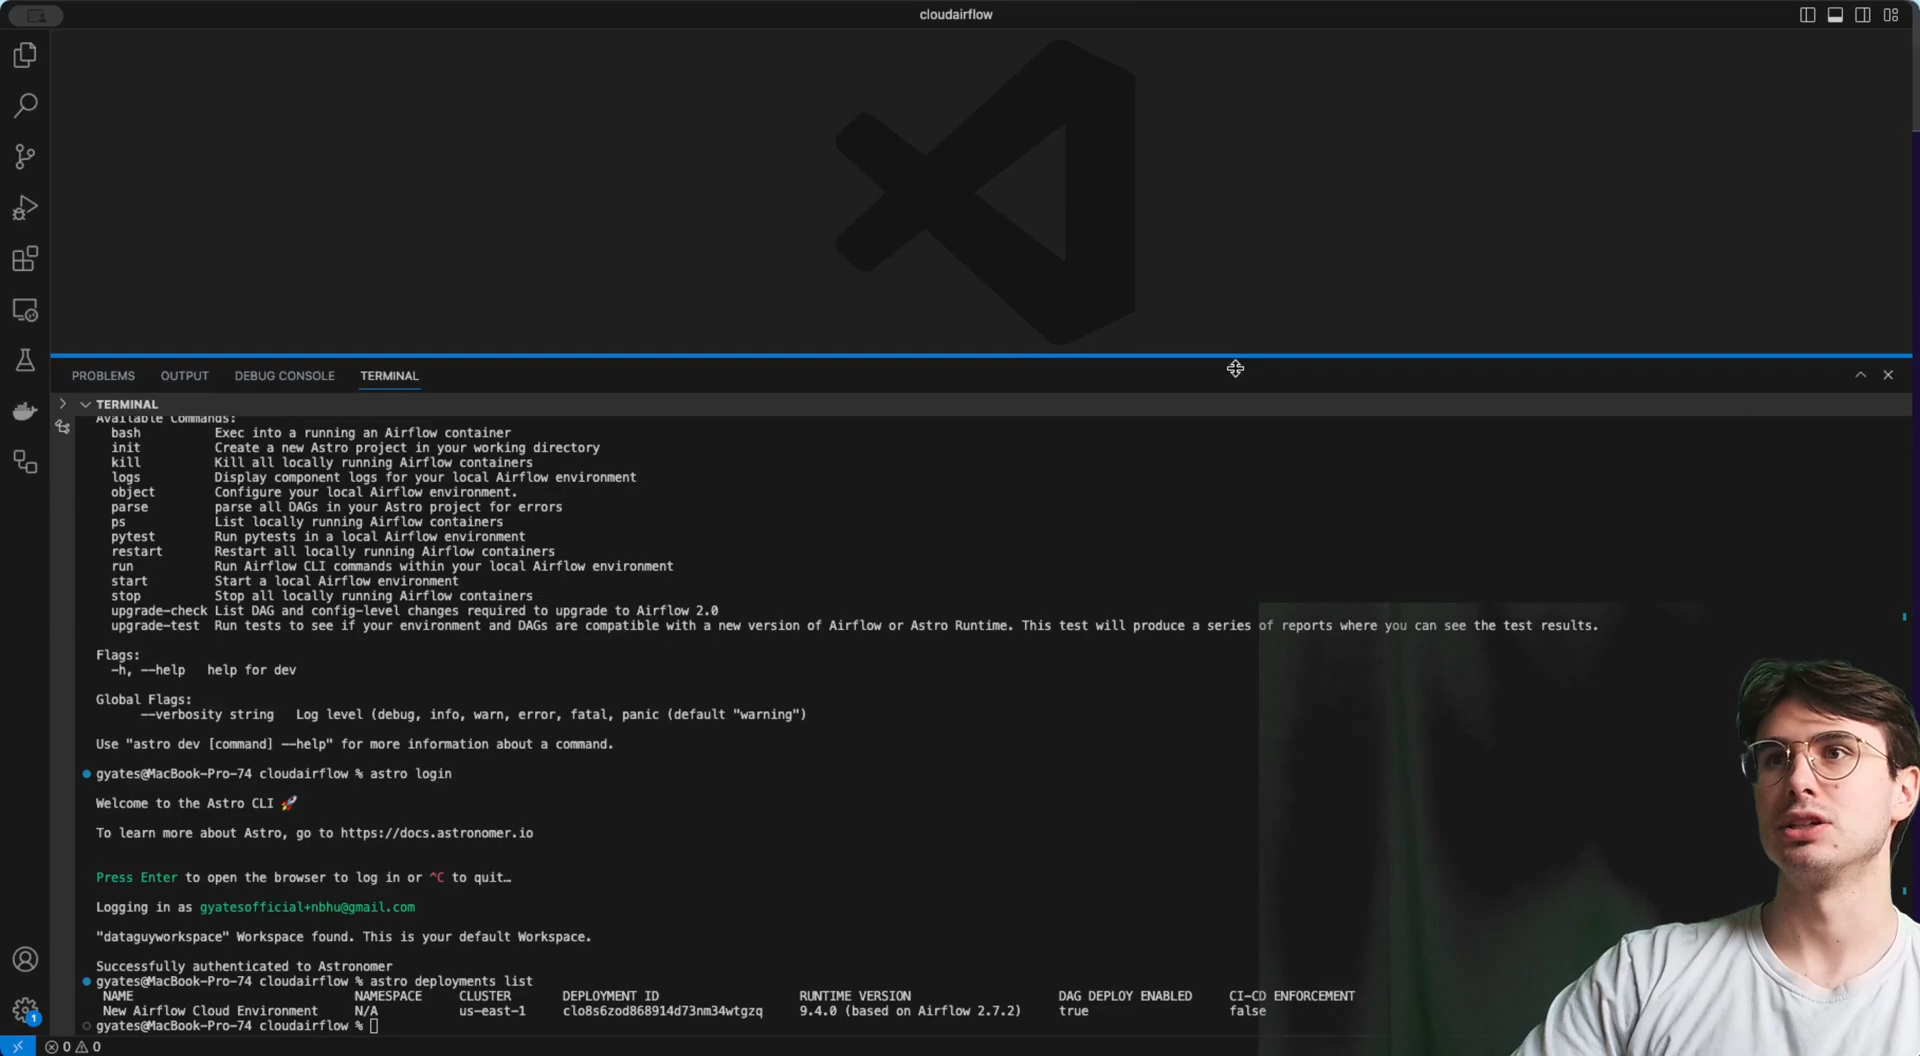 cloudairflow
PROBLEMS OUTPUT DEBUG CONSOLE TERMINAL
TERMINAL
Available Commands:
bash Exec into a running an Airflow container
init Create a new Astro project in your working directory
kill Kill all locally running Airflow containers
logs Display component logs for your local Airflow environment
object Configure your local Airflow environment.
parse parse all DAGs in your Astro project for errors
ps List locally running Airflow containers
pytest Run pytests in a local Airflow environment
restart Restart all locally running Airflow containers
run Run Airflow CLI commands within your local Airflow environment
start Start a local Airflow environment
stop Stop all locally running Airflow containers
upgrade-check List DAG and config-level changes required to upgrade to Airflow 2.0
upgrade-test Run tests to see if your environment and DAGs are compatible with a new version of Airflow or Astro Runtime. This test will produce a series of reports where you can see the test results.
Flags:
-h, --help help for dev
Global Flags:
--verbosity string Log level (debug, info, warn, error, fatal, panic (default "warning")
Use "astro dev [command] --help" for more information about a command.
gyates@MacBook-Pro-74 cloudairflow % astro login
Welcome to the Astro CLI 🚀
To learn more about Astro, go to https://docs.astronomer.io
Press Enter to open the browser to log in or ^C to quit…
Logging in as gyatesofficial+nbhu@gmail.com
"dataguyworkspace" Workspace found. This is your default Workspace.
Successfully authenticated to Astronomer
gyates@MacBook-Pro-74 cloudairflow % astro deployments list
NAME NAMESPACE CLUSTER DEPLOYMENT ID RUNTIME VERSION DAG DEPLOY ENABLED CI-CD ENFORCEMENT
New Airflow Cloud Environment N/A us-east-1 clo8s6zod868914d73nm34wtgzq 9.4.0 (based on Airflow 2.7.2) true false
gyates@MacBook-Pro-74 cloudairflow %
1
0 0